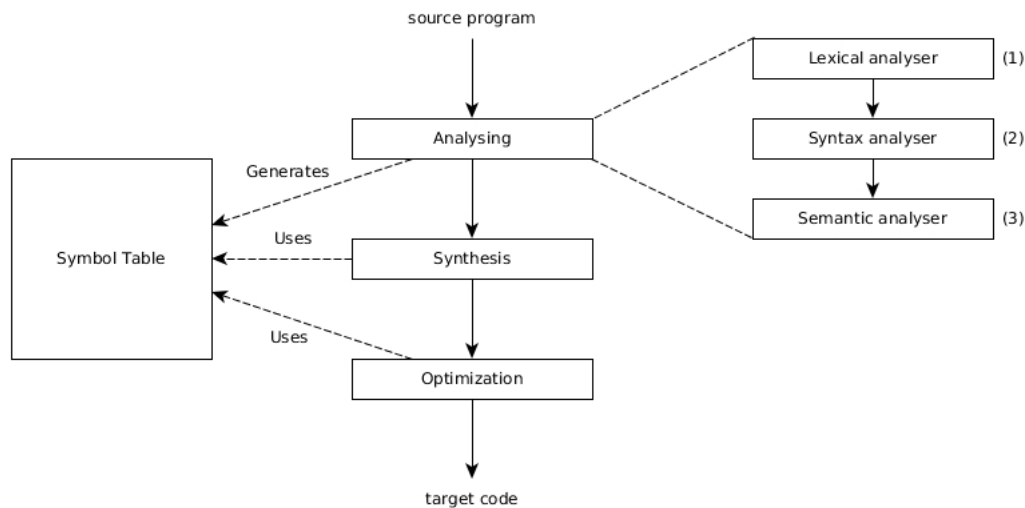 source program
Lexical analyser (1)
Analysing
Syntax analyser (2)
Generates
Semantic analyser (3)
Uses
Symbol Table
Synthesis
Uses
Optimization
target code